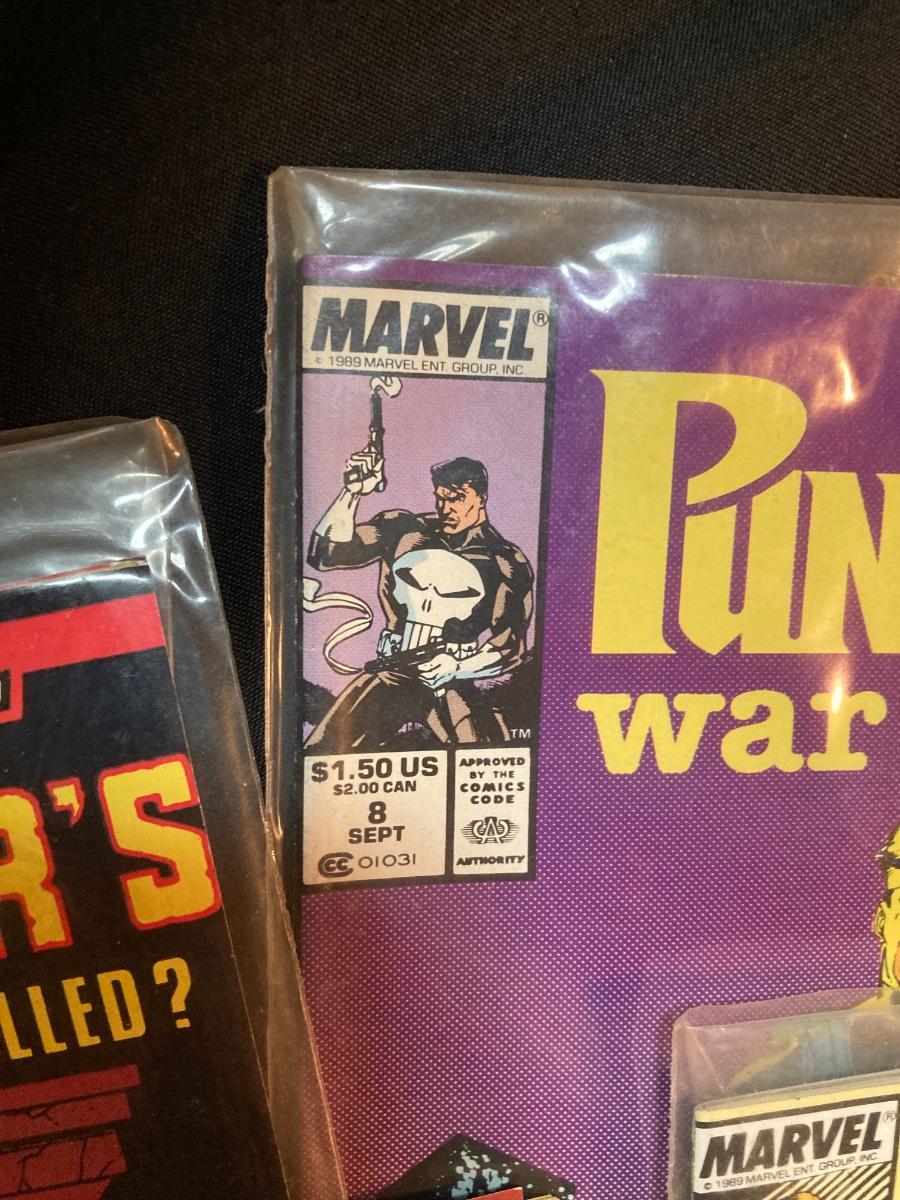 MARVEL®
© 1989 MARVEL ENT. GROUP, INC.
PUN
war
TM
$1.50 US
$2.00 CAN
8
SEPT
CC 01031
APPROVED
BY THE
COMICS
CODE
AUTHORITY
R'S
LLED?
MARVEL®
© 1989 MARVEL ENT. GROUP, INC.